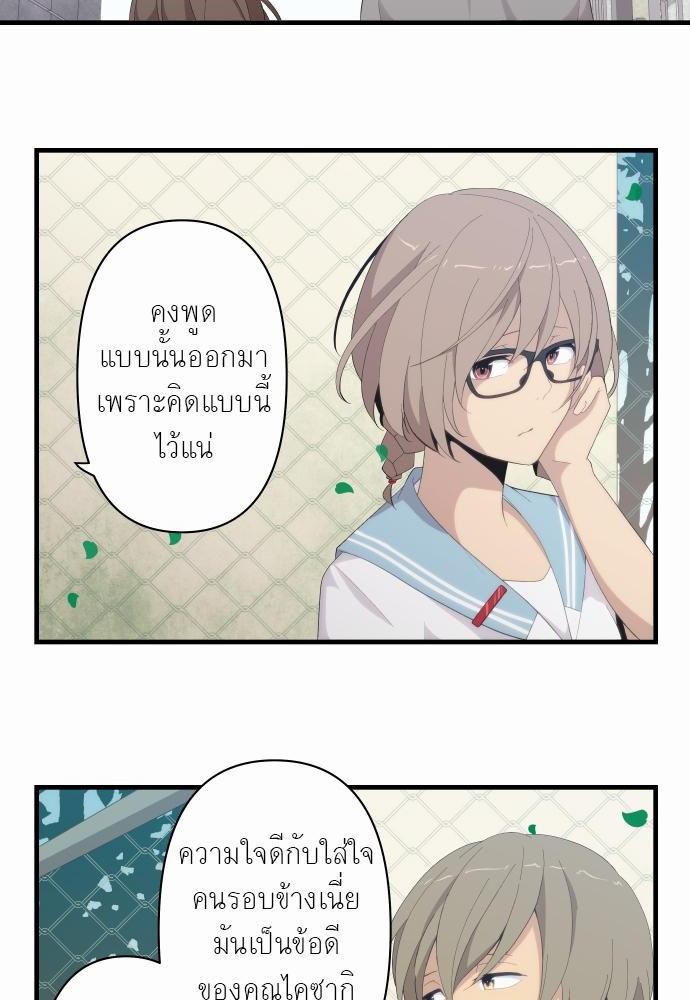 คงพูด
แบบนั้นออกมา
เพราะคิดแบบนี้
ไว้แน่
ความใจดีกับใส่ใจ
คนรอบข้างเนี่ย
มันเป็นข้อดี
ของคุณไคซากิ